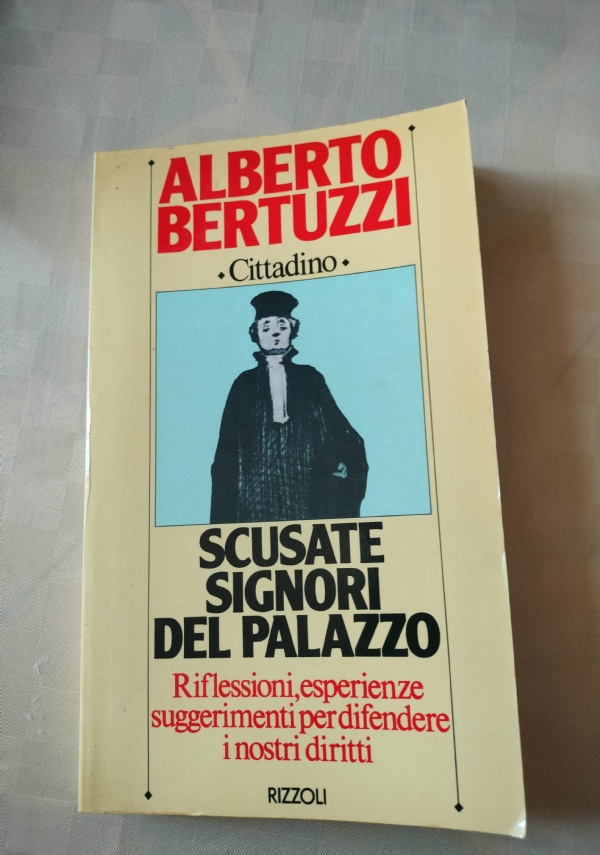 ALBERTO
BERTUZZI
Cittadino
SCUSATE
SIGNORI
DEL PALAZZO
Riflessioni, esperienze
suggerimenti per difendere
i nostri diritti
RIZZOLI